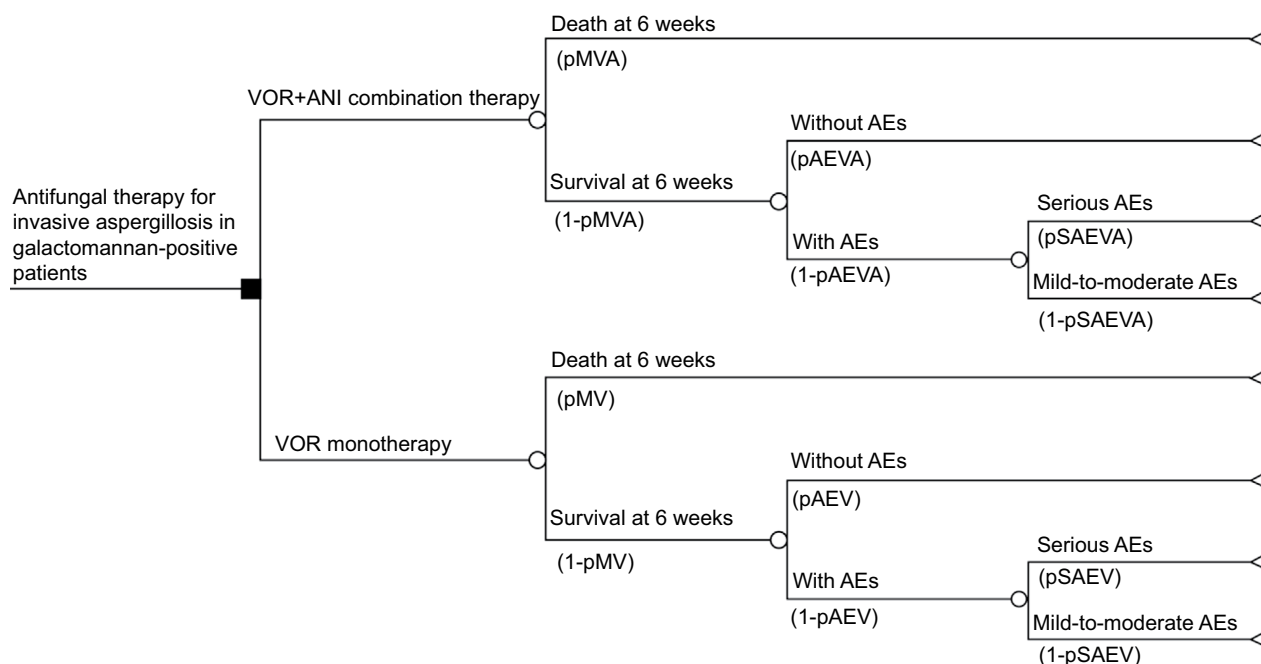 Death at 6 weeks
(pMVA)
VOR+ANI combination therapy
Without AEs
(pAEVA)
Survival at 6 weeks
(1-pMVA)
Serious AEs
(pSAEVA)
With AEs
(1-pAEVA)
Mild-to-moderate AEs
(1-pSAEVA)
Antifungal therapy for
invasive aspergillosis in
galactomannan-positive
patients
Death at 6 weeks
(pMV)
VOR monotherapy
Without AEs
(pAEV)
Survival at 6 weeks
(1-pMV)
Serious AEs
(pSAEV)
With AEs
(1-pAEV)
Mild-to-moderate AEs
(1-pSAEV)